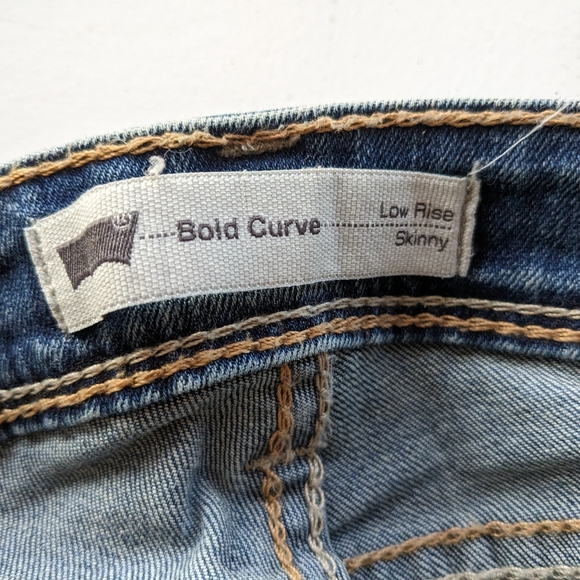 Bold Curve
Low Rise
Skinny